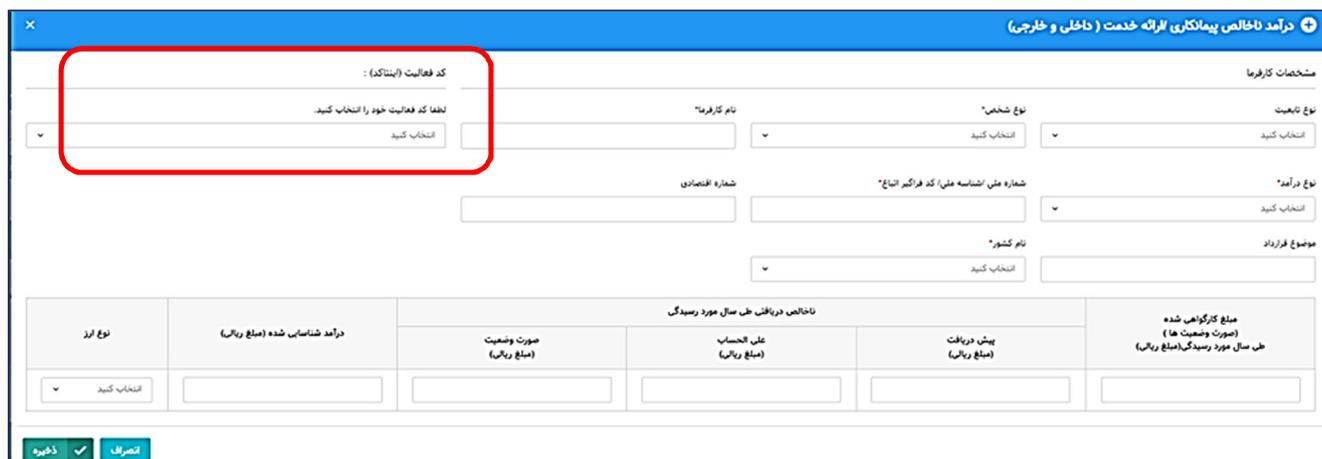 درآمد ناخالص پیمانکاری /ارائه خدمت ( داخلی و خارجی)
×
مشخصات کارفرما
کد فعالیت (اینتاکد) :
نوع تابعیت
نوع شخص*
نام کارفرما*
لطفا کد فعالیت خود را انتخاب کنید.
انتخاب کنید
انتخاب کنید
انتخاب کنید
نوع درآمد*
شماره ملی /شناسه ملی/ کد فراگیر اتباع*
شماره اقتصادی
انتخاب کنید
موضوع قرارداد
نام کشور*
انتخاب کنید
مبلغ کارگواهی شده
(صورت وضعیت ها )
طی سال مورد رسیدگی(مبلغ ریالی)
ناخالص دریافتی طی سال مورد رسیدگی
پیش دریافت
(مبلغ ریالی)
علی الحساب
(مبلغ ریالی)
صورت وضعیت
(مبلغ ریالی)
درآمد شناسایی شده (مبلغ ریالی)
نوع ارز
انتخاب کنید
انصراف
ذخیره